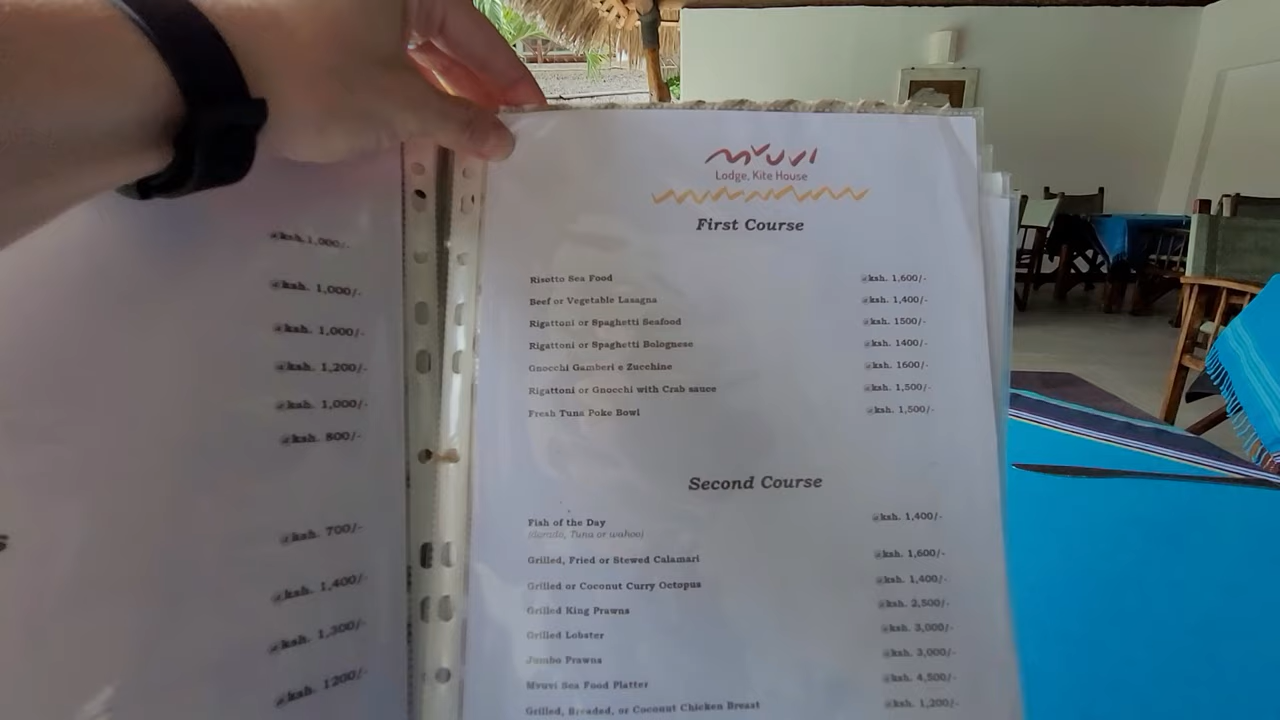 @ksh.1,000/-
@ksh. 1,000/-
@ksh. 1,000/-
@ksh. 1,200/-
@ksh. 1,000/-
@ksh. 800/-
@ksh. 700/-
@ksh. 1,400/-
@ksh. 1,300/-
@ksh. 1200/-
mvuvi
Lodge, Kite House
First Course
Risotto Sea Food @ksh. 1,600/-
Beef or Vegetable Lasagna @ksh. 1,400/-
Rigattoni or Spaghetti Seafood @ksh. 1500/-
Rigattoni or Spaghetti Bolognese @ksh. 1400/-
Gnocchi Gamberi e Zucchine @ksh. 1600/-
Rigattoni or Gnocchi with Crab sauce @ksh. 1,500/-
Fresh Tuna Poke Bowl @ksh. 1,500/-
Second Course
Fish of the Day @ksh. 1,400/-
(dorado, Tuna or wahoo)
Grilled, Fried or Stewed Calamari @ksh. 1,600/-
Grilled or Coconut Curry Octopus @ksh. 1,400/-
Grilled King Prawns @ksh. 2,500/-
Grilled Lobster @ksh. 3,000/-
Jumbo Prawns @ksh. 3,000/-
Mvuvi Sea Food Platter @ksh. 4,500/-
Grilled, Breaded, or Coconut Chicken Breast @ksh. 1,200/-